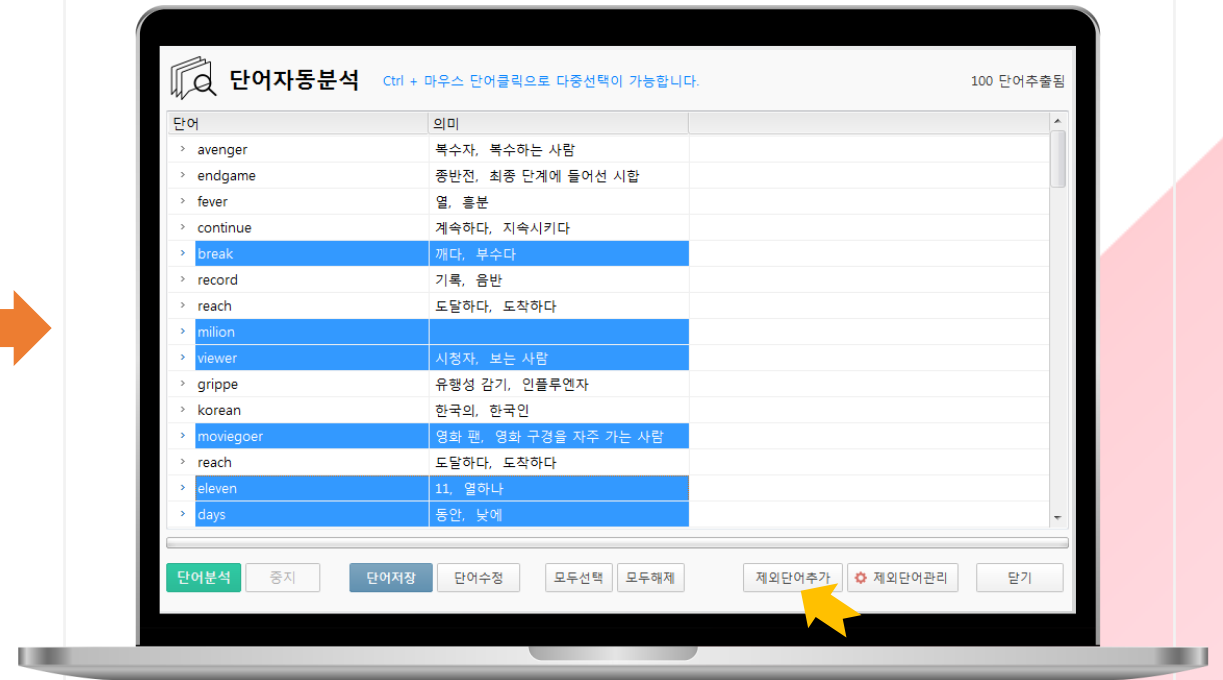 단어자동분석 Ctrl + 마우스 단어클릭으로 다중선택이 가능합니다. 100 단어추출됨
단어 의미
avenger 복수자, 복수하는 사람
endgame 종반전, 최종 단계에 들어선 시합
fever 열, 흥분
continue 계속하다, 지속시키다
break 깨다, 부수다
record 기록, 음반
reach 도달하다, 도착하다
milion
viewer 시청자, 보는 사람
grippe 유행성 감기, 인플루엔자
korean 한국의, 한국인
moviegoer 영화 팬, 영화 구경을 자주 가는 사람
reach 도달하다, 도착하다
eleven 11, 열하나
days 동안, 낮에
단어분석 중지 단어저장 단어수정 모두선택 모두해제 제외단어추가 제외단어관리 닫기